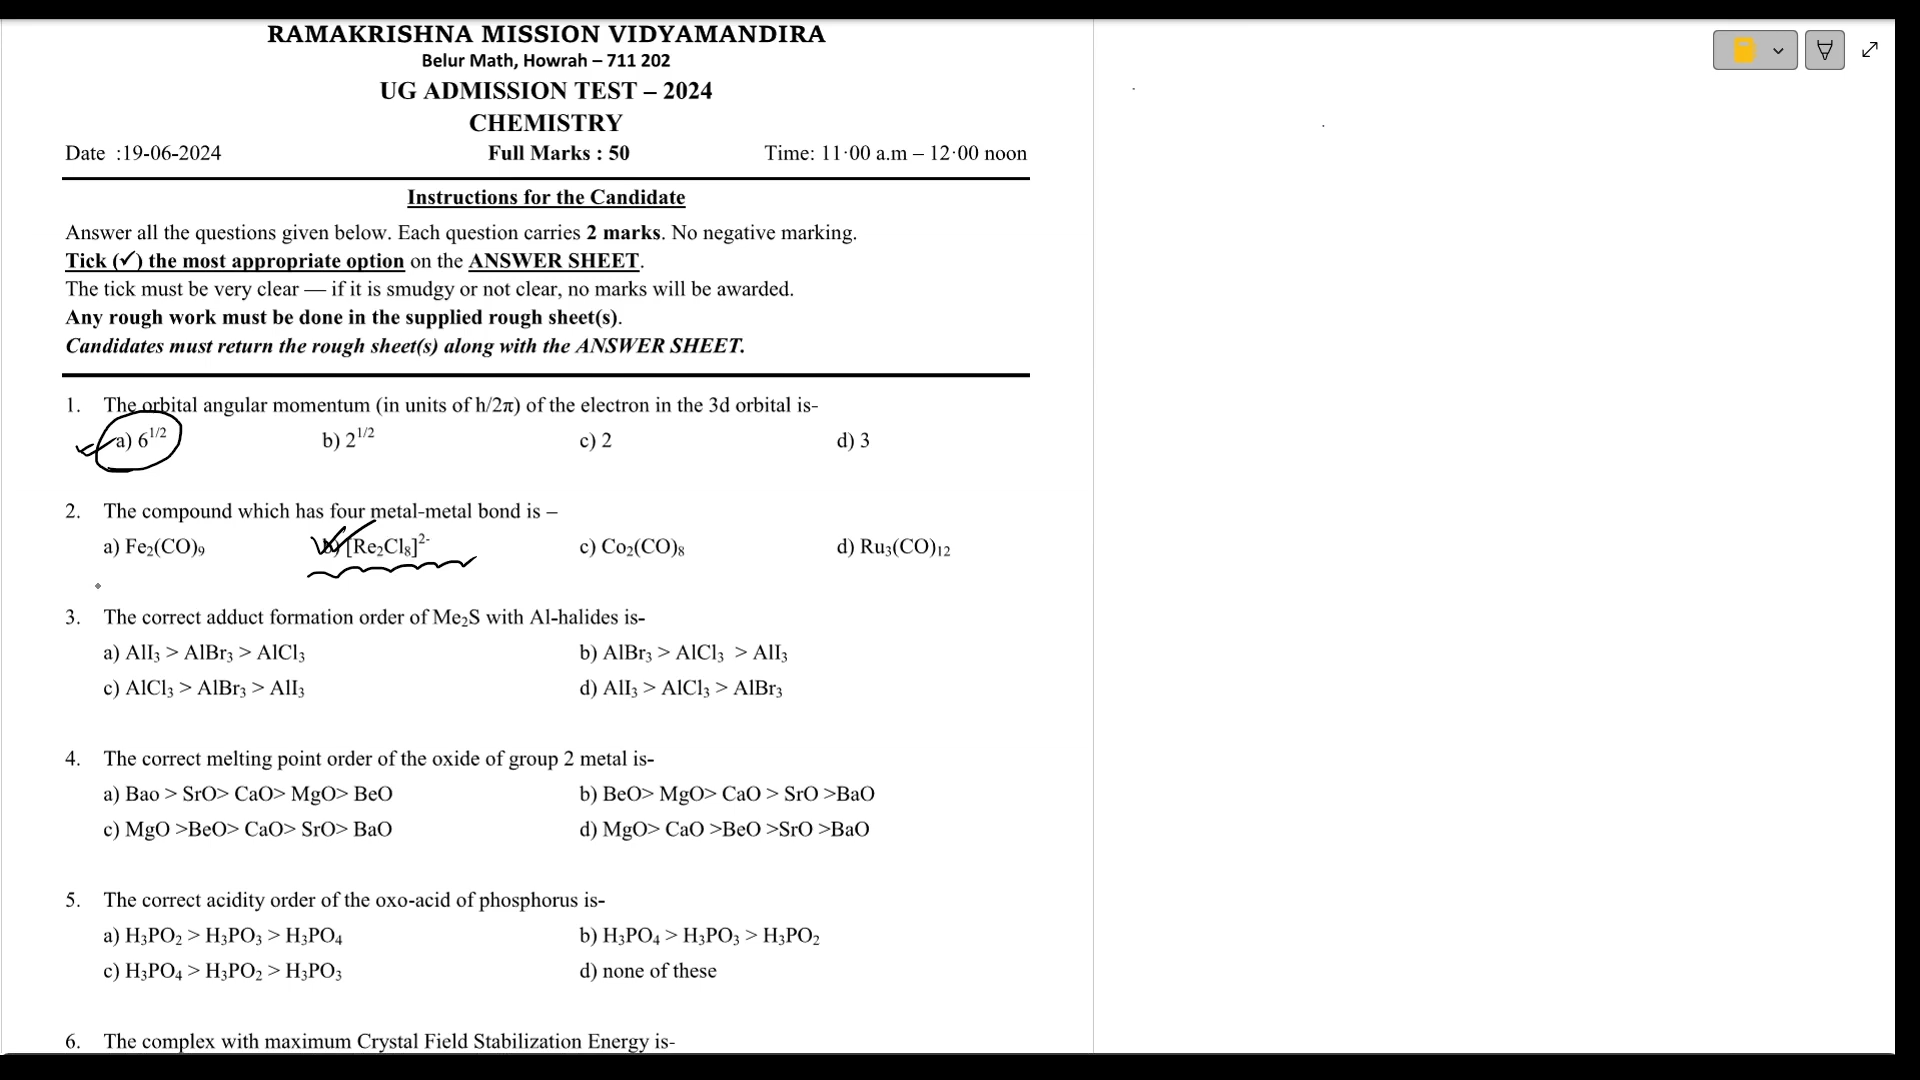 RAMAKRISHNA MISSION VIDYAMANDIRA
Belur Math, Howrah – 711 202
UG ADMISSION TEST – 2024
CHEMISTRY
Date :19-06-2024 Full Marks : 50 Time: 11·00 a.m – 12·00 noon
Instructions for the Candidate
Answer all the questions given below. Each question carries 2 marks. No negative marking.
Tick (✓) the most appropriate option on the ANSWER SHEET.
The tick must be very clear — if it is smudgy or not clear, no marks will be awarded.
Any rough work must be done in the supplied rough sheet(s).
Candidates must return the rough sheet(s) along with the ANSWER SHEET.
1. The orbital angular momentum (in units of h/2π) of the electron in the 3d orbital is-
a) 6^1/2 b) 2^1/2 c) 2 d) 3
2. The compound which has four metal-metal bond is –
a) Fe₂(CO)₉ b) [Re₂Cl₈]²⁻ c) Co₂(CO)₈ d) Ru₃(CO)₁₂
3. The correct adduct formation order of Me₂S with Al-halides is-
a) AlI₃ > AlBr₃ > AlCl₃ b) AlBr₃ > AlCl₃ > AlI₃
c) AlCl₃ > AlBr₃ > AlI₃ d) AlI₃ > AlCl₃ > AlBr₃
4. The correct melting point order of the oxide of group 2 metal is-
a) Bao > SrO> CaO> MgO> BeO b) BeO> MgO> CaO > SrO >BaO
c) MgO >BeO> CaO> SrO> BaO d) MgO> CaO >BeO >SrO >BaO
5. The correct acidity order of the oxo-acid of phosphorus is-
a) H₃PO₂ > H₃PO₃ > H₃PO₄ b) H₃PO₄ > H₃PO₃ > H₃PO₂
c) H₃PO₄ > H₃PO₂ > H₃PO₃ d) none of these
6. The complex with maximum Crystal Field Stabilization Energy is-